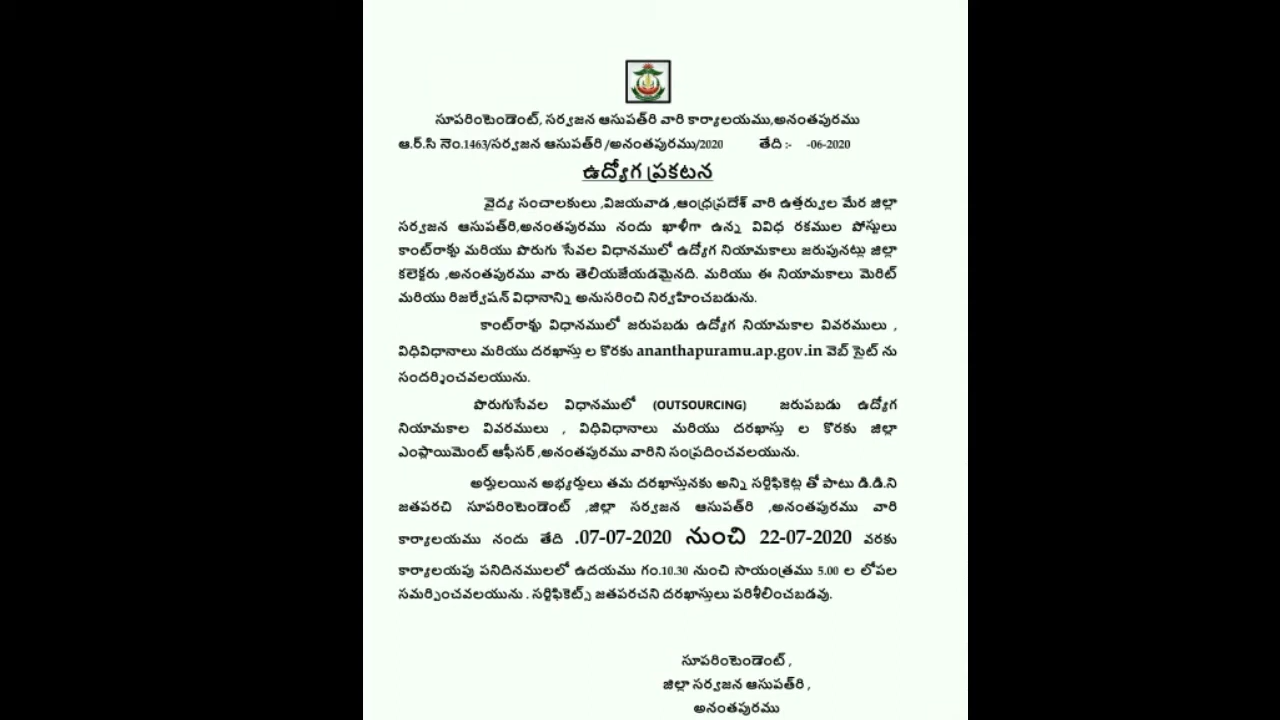 సూపరింటెండెంట్, సర్వజన ఆసుపత్‌రి వారి కార్యాలయము,అనంతపురము
ఆ.ర్.సి నెం.1463/సర్వజన ఆసుపత్‌రి /అనంతపురము/2020 తేది :- -06-2020
ఉద్యోగ ప్రకటన
వైద్య సంచాలకులు ,విజయవాడ ,ఆంధ్రప్రదేశ్ వారి ఉత్తర్వుల మేర జిల్లా
సర్వజన ఆసుపత్‌రి,అనంతపురము నందు ఖాళీగా ఉన్న వివిధ రకముల పోస్టులు
కాంట్‌రాక్టు మరియు పొరుగు సేవల విధానములో ఉద్యోగ నియామకాలు జరుపునట్లు జిల్లా
కలెక్టరు ,అనంతపురము వారు తెలియజేయడమైనది. మరియు ఈ నియామకాలు మెరిట్
మరియు రిజర్వేషన్ విధానాన్ని అనుసరించి నిర్వహించబడును.
కాంట్‌రాక్టు విధానములో జరుపబడు ఉద్యోగ నియామకాల వివరములు ,
విధివిధానాలు మరియు దరఖాస్తు ల కొరకు ananthapuramu.ap.gov.in వెబ్ సైట్ ను
సందర్శించవలయును.
పొరుగుసేవల విధానములో (OUTSOURCING) జరుపబడు ఉద్యోగ
నియామకాల వివరములు , విధివిధానాలు మరియు దరఖాస్తు ల కొరకు జిల్లా
ఎంప్లాయిమెంట్ ఆఫీసర్ ,అనంతపురము వారిని సంప్రదించవలయును.
అర్హులయిన అభ్యర్థులు తమ దరఖాస్తునకు అన్ని సర్టిఫికెట్ల తో పాటు డి.డి.ని
జతపరచి సూపరింటెండెంట్ ,జిల్లా సర్వజన ఆసుపత్‌రి ,అనంతపురము వారి
కార్యాలయము నందు తేది .07-07-2020 నుంచి 22-07-2020 వరకు
కార్యాలయపు పనిదినములలో ఉదయము గం.10.30 నుంచి సాయంత్రము 5.00 ల లోపల
సమర్పించవలయును . సర్టిఫికెట్స్ జతపరచని దరఖాస్తులు పరిశీలించబడవు.
సూపరింటెండెంట్ ,
జిల్లా సర్వజన ఆసుపత్‌రి ,
అనంతపురము